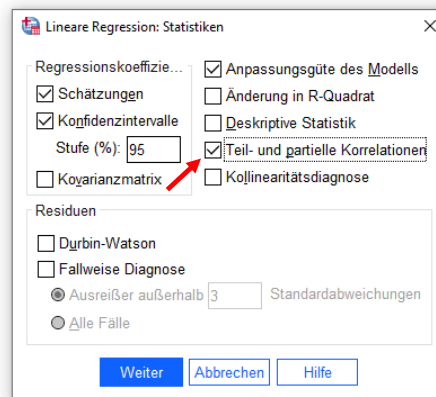 Lineare Regression: Statistiken
Regressionskoeffizie...
Schätzungen
Konfidenzintervalle
Stufe (%): 95
Kovarianzmatrix
Anpassungsgüte des Modells
Änderung in R-Quadrat
Deskriptive Statistik
Teil- und partielle Korrelationen
Kollinearitätsdiagnose
Residuen
Durbin-Watson
Fallweise Diagnose
Ausreißer außerhalb 3 Standardabweichungen
Alle Fälle
Weiter Abbrechen Hilfe